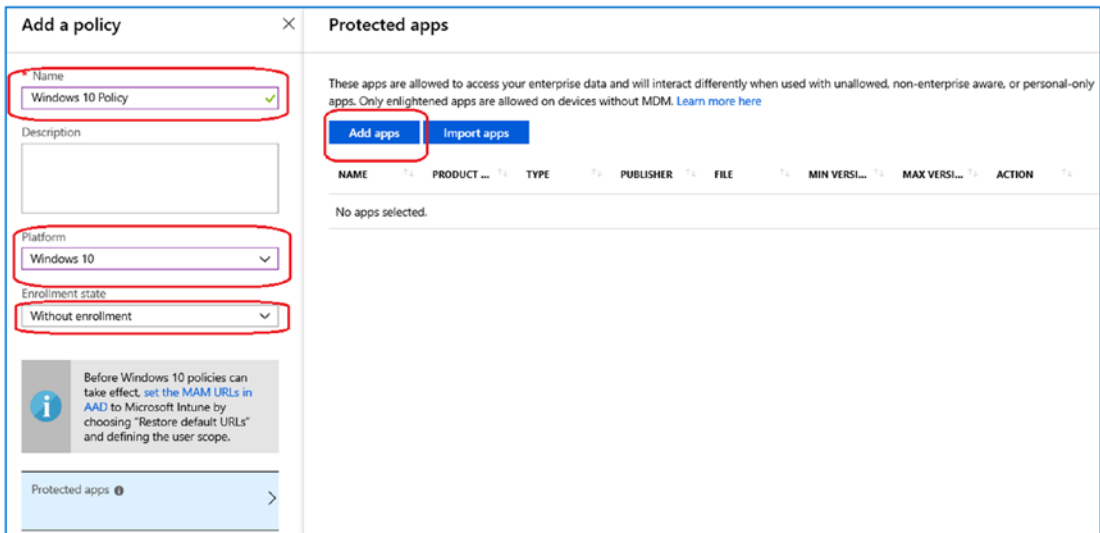 Add a policy
* Name
Windows 10 Policy
Description
Platform
Windows 10
Enrollment state
Without enrollment
Before Windows 10 policies can
take effect, set the MAM URLs in
AAD to Microsoft Intune by
choosing "Restore default URLs"
and defining the user scope.
Protected apps
Protected apps
These apps are allowed to access your enterprise data and will interact differently when used with unallowed, non-enterprise aware, or personal-only
apps. Only enlightened apps are allowed on devices without MDM. Learn more here
Add apps Import apps
NAME PRODUCT ... TYPE PUBLISHER FILE MIN VERSI... MAX VERSI... ACTION
No apps selected.